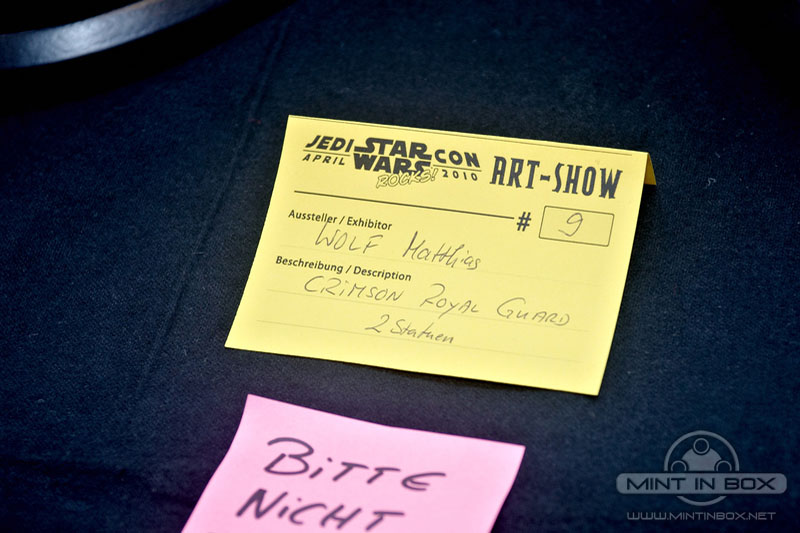 JEDI STAR CON
APRIL WARS 2010
ROCKS!
ART-SHOW
# 9
Aussteller / Exhibitor
WOLF Matthias
Beschreibung / Description
CRiMSON ROYAL GUARD
2 Statuen
BiTTE
NiCHT
MINT IN BOX
WWW.MINTINBOX.NET